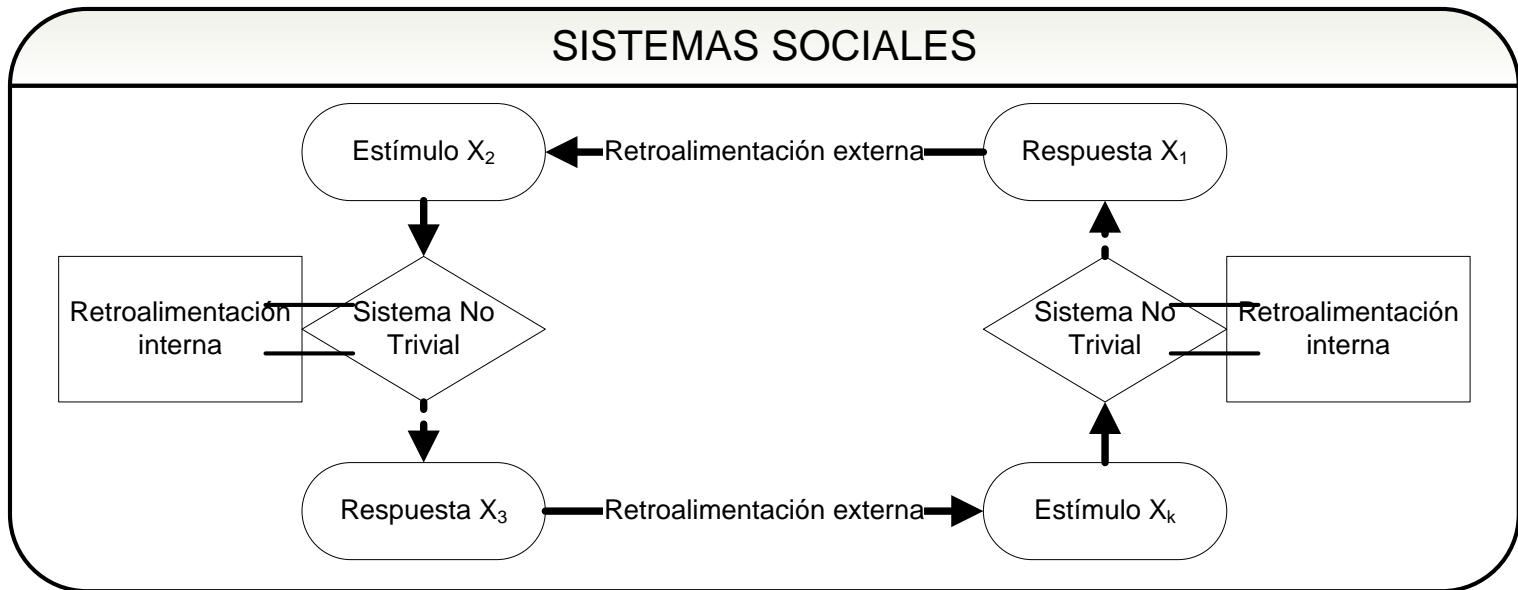 SISTEMAS SOCIALES
Estímulo X₂
Retroalimentación externa
Respuesta X₁
Retroalimentación
interna
Sistema No
Trivial
Sistema No
Trivial
Retroalimentación
interna
Respuesta X₃
Retroalimentación externa
Estímulo Xₖ